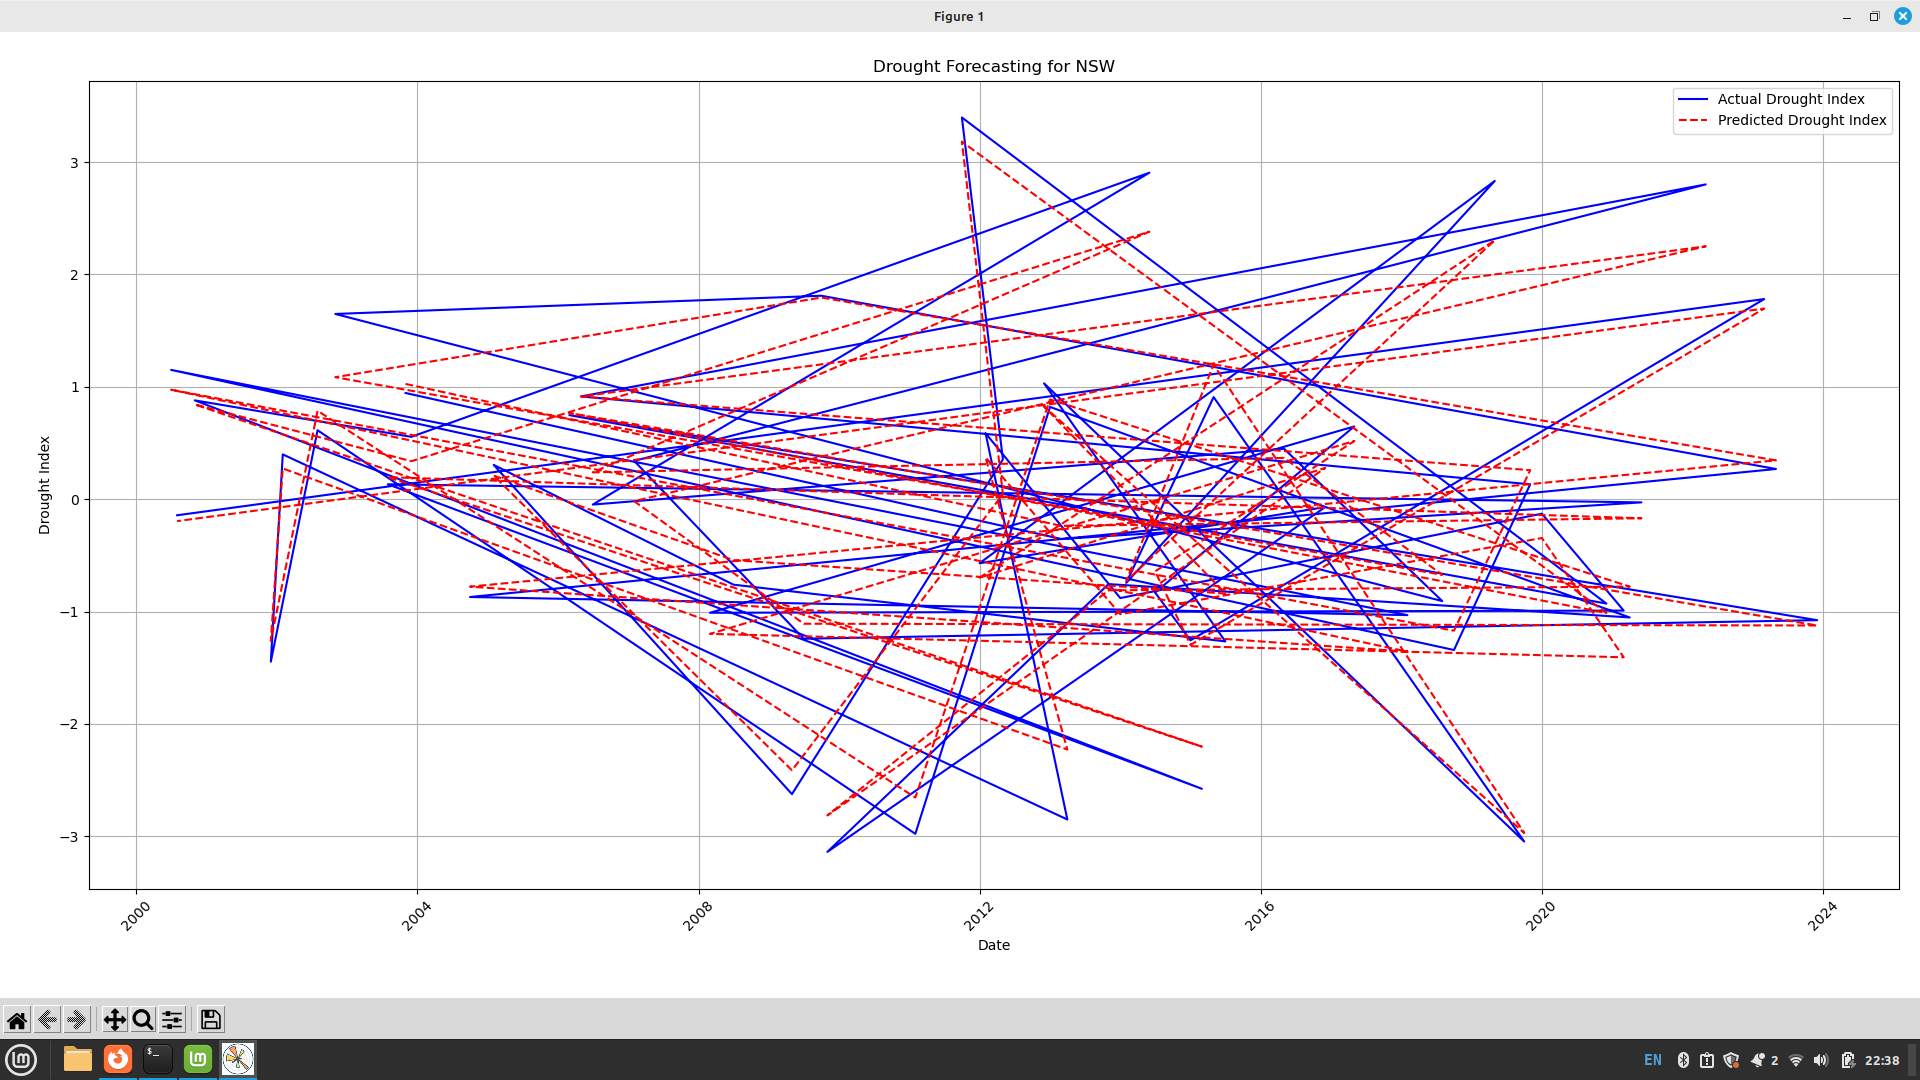 Figure 1
Drought Forecasting for NSW
Actual Drought Index
Predicted Drought Index
Drought Index
3
2
1
0
−1
−2
−3
2000
2004
2008
2012
2016
2020
2024
Date
$_
EN
2
22:38